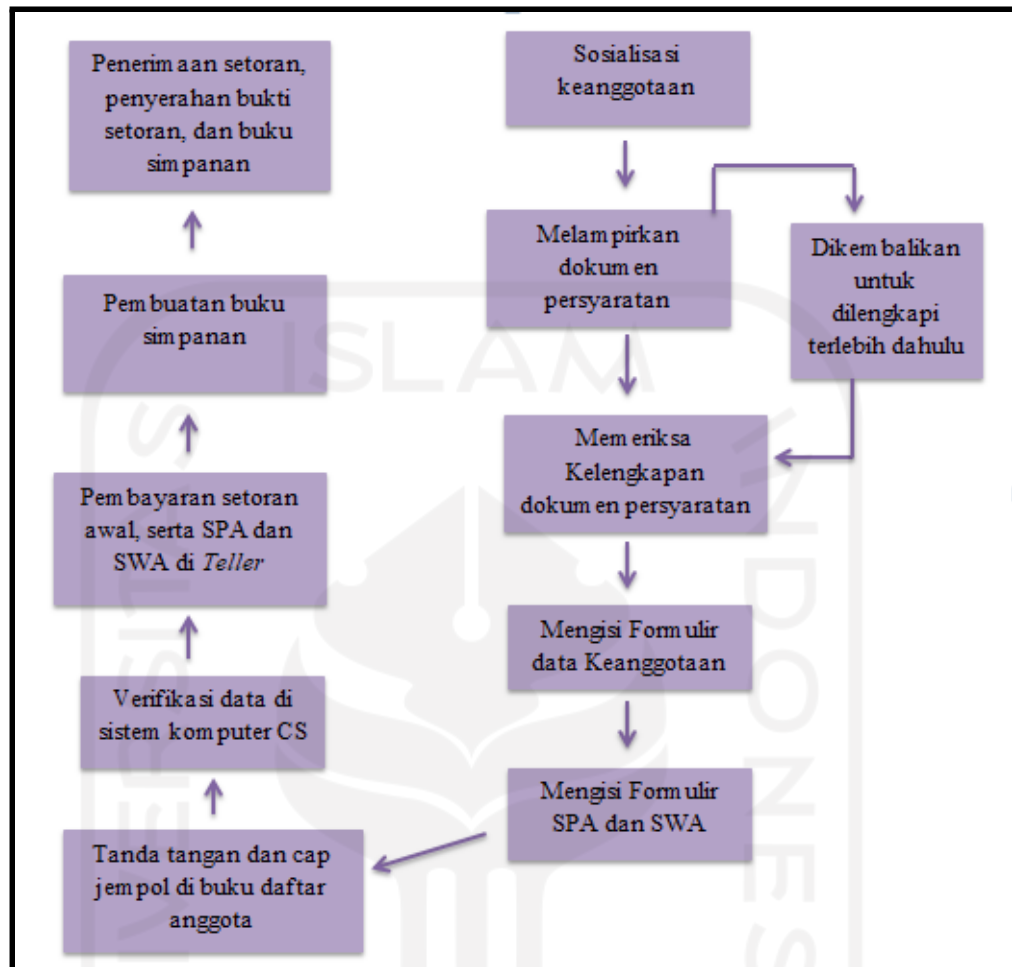 Sosialisasi
keanggotaan
Melampirkan
dokumen
persyaratan
Dikembalikan
untuk
dilengkapi
terlebih dahulu
Memeriksa
Kelengkapan
dokumen persyaratan
Mengisi Formulir
data Keanggotaan
Mengisi Formulir
SPA dan SWA
Tanda tangan dan cap
jempol di buku daftar
anggota
Verifikasi data di
sistem komputer CS
Pembayaran setoran
awal, serta SPA dan
SWA di Teller
Pembuatan buku
simpanan
Penerimaan setoran,
penyerahan bukti
setoran, dan buku
simpanan
ISLAM
VERSITAS
INDONES